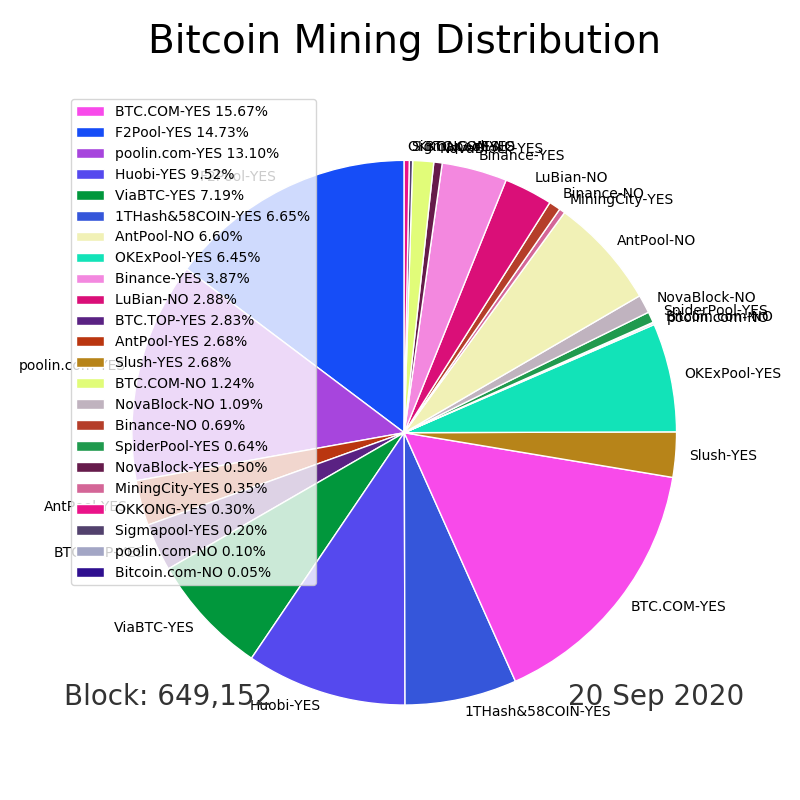 Bitcoin Mining Distribution
BTC.COM-YES 15.67%
F2Pool-YES 14.73%
poolin.com-YES 13.10%
Huobi-YES 9.52%
ViaBTC-YES 7.19%
1THash&58COIN-YES 6.65%
AntPool-NO 6.60%
OKExPool-YES 6.45%
Binance-YES 3.87%
LuBian-NO 2.88%
BTC.TOP-YES 2.83%
AntPool-YES 2.68%
Slush-YES 2.68%
BTC.COM-NO 1.24%
NovaBlock-NO 1.09%
Binance-NO 0.69%
SpiderPool-YES 0.64%
NovaBlock-YES 0.50%
MiningCity-YES 0.35%
OKKONG-YES 0.30%
Sigmapool-YES 0.20%
poolin.com-NO 0.10%
Bitcoin.com-NO 0.05%
Binance-YES
LuBian-NO
Binance-NO
MiningCity-YES
AntPool-NO
NovaBlock-NO
SpiderPool-YES
OKExPool-YES
Slush-YES
BTC.COM-YES
1THash&58COIN-YES
Huobi-YES
ViaBTC-YES
Block: 649,152
20 Sep 2020